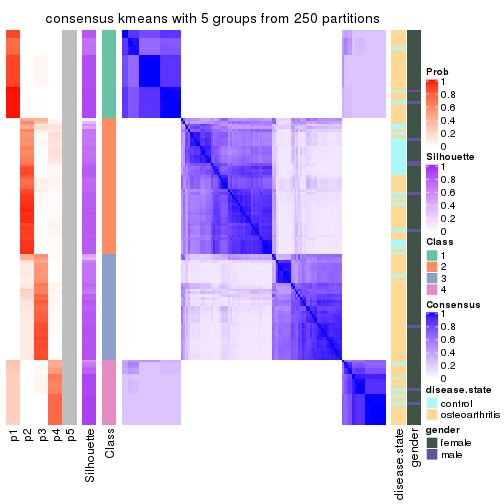 consensus kmeans with 5 groups from 250 partitions
Prob
1
0.8
0.6
0.4
0.2
0
Silhouette
1
0.8
0.6
0.4
0.2
0
Class
1
2
3
4
Consensus
1
0.8
0.6
0.4
0.2
0
disease.state
control
osteoarthritis
gender
female
male
p1
p2
p3
p4
p5
Silhouette
Class
disease.state
gender